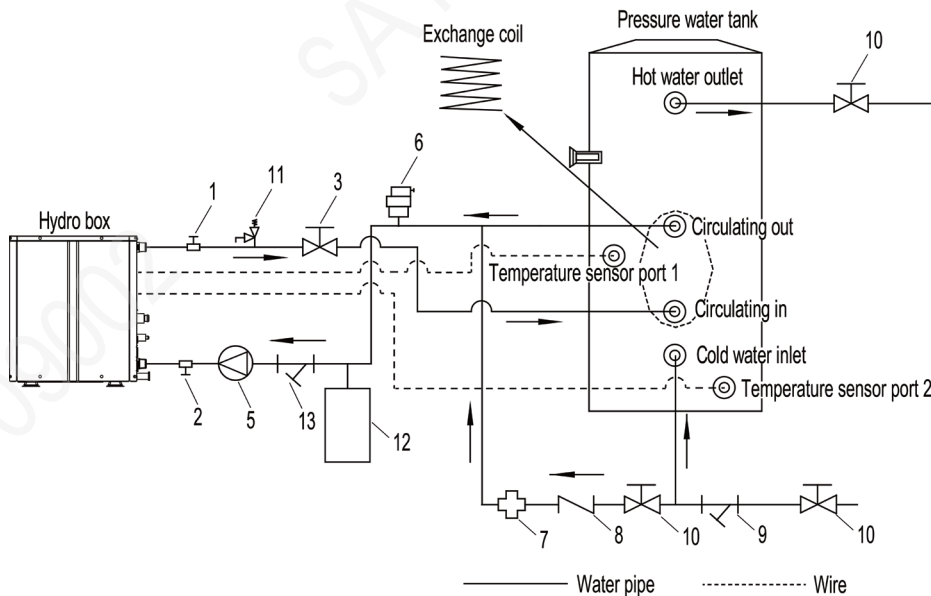 Pressure water tank
Exchange coil
10
Hot water outlet
6
11
3
1
Hydro box
Circulating out
Temperature sensor port 1
Circulating in
Cold water inlet
Temperature sensor port 2
2
5
13
12
7
8
10
9
10
Water pipe
Wire
09002
SA